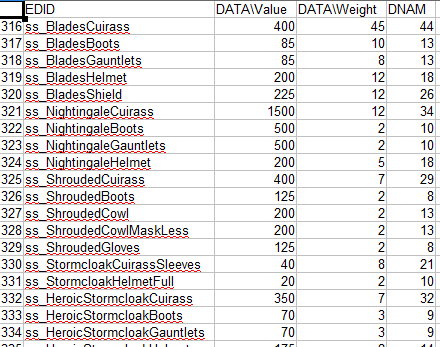 EDID DATA\Value DATA\Weight DNAM
316 ss_BladesCuirass 400 45 44
317 ss_BladesBoots 85 10 13
318 ss_BladesGauntlets 85 8 13
319 ss_BladesHelmet 200 12 18
320 ss_BladesShield 225 12 26
321 ss_NightingaleCuirass 1500 12 34
322 ss_NightingaleBoots 500 2 10
323 ss_NightingaleGauntlets 500 2 10
324 ss_NightingaleHelmet 200 5 18
325 ss_ShroudedCuirass 400 7 29
326 ss_ShroudedBoots 125 2 8
327 ss_ShroudedCowl 200 2 13
328 ss_ShroudedCowlMaskLess 200 2 13
329 ss_ShroudedGloves 125 2 8
330 ss_StormcloakCuirassSleeves 40 8 21
331 ss_StormcloakHelmetFull 20 2 10
332 ss_HeroicStormcloakCuirass 350 7 32
333 ss_HeroicStormcloakBoots 70 3 9
334 ss_HeroicStormcloakGauntlets 70 3 9